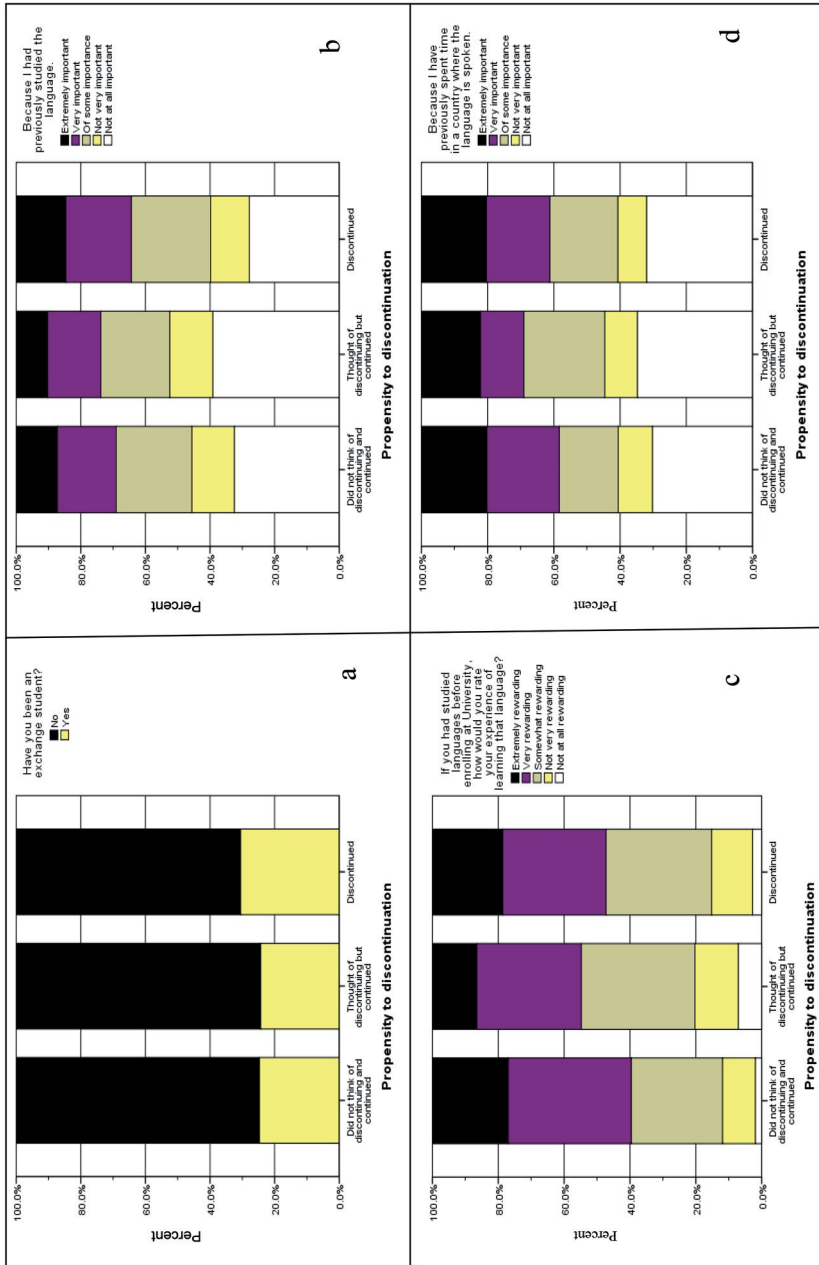 Have you been an
exchange student?
No
Yes
a
100.0%
80.0%
60.0%
40.0%
20.0%
0.0%
Percent
Did not think of
discontinuing and
continued
Thought of
discontinuing but
continued
Discontinued
Propensity to discontinuation
Because I had
previously studied the
language.
Extremely important
Very important
Of some importance
Not very important
Not at all important
b
100.0%
80.0%
60.0%
40.0%
20.0%
0.0%
Percent
Did not think of
discontinuing and
continued
Thought of
discontinuing but
continued
Discontinued
Propensity to discontinuation
If you had studied
languages before
enrolling at University,
how would you rate
your experience of
learning that language?
Extremely rewarding
Very rewarding
Somewhat rewarding
Not very rewarding
Not at all rewarding
c
100.0%
80.0%
60.0%
40.0%
20.0%
0.0%
Percent
Did not think of
discontinuing and
continued
Thought of
discontinuing but
continued
Discontinued
Propensity to discontinuation
Because I have
previously spent time
in a country where the
language is spoken.
Extremely important
Very important
Of some importance
Not very important
Not at all important
d
100.0%
80.0%
60.0%
40.0%
20.0%
0.0%
Percent
Did not think of
discontinuing and
continued
Thought of
discontinuing but
continued
Discontinued
Propensity to discontinuation